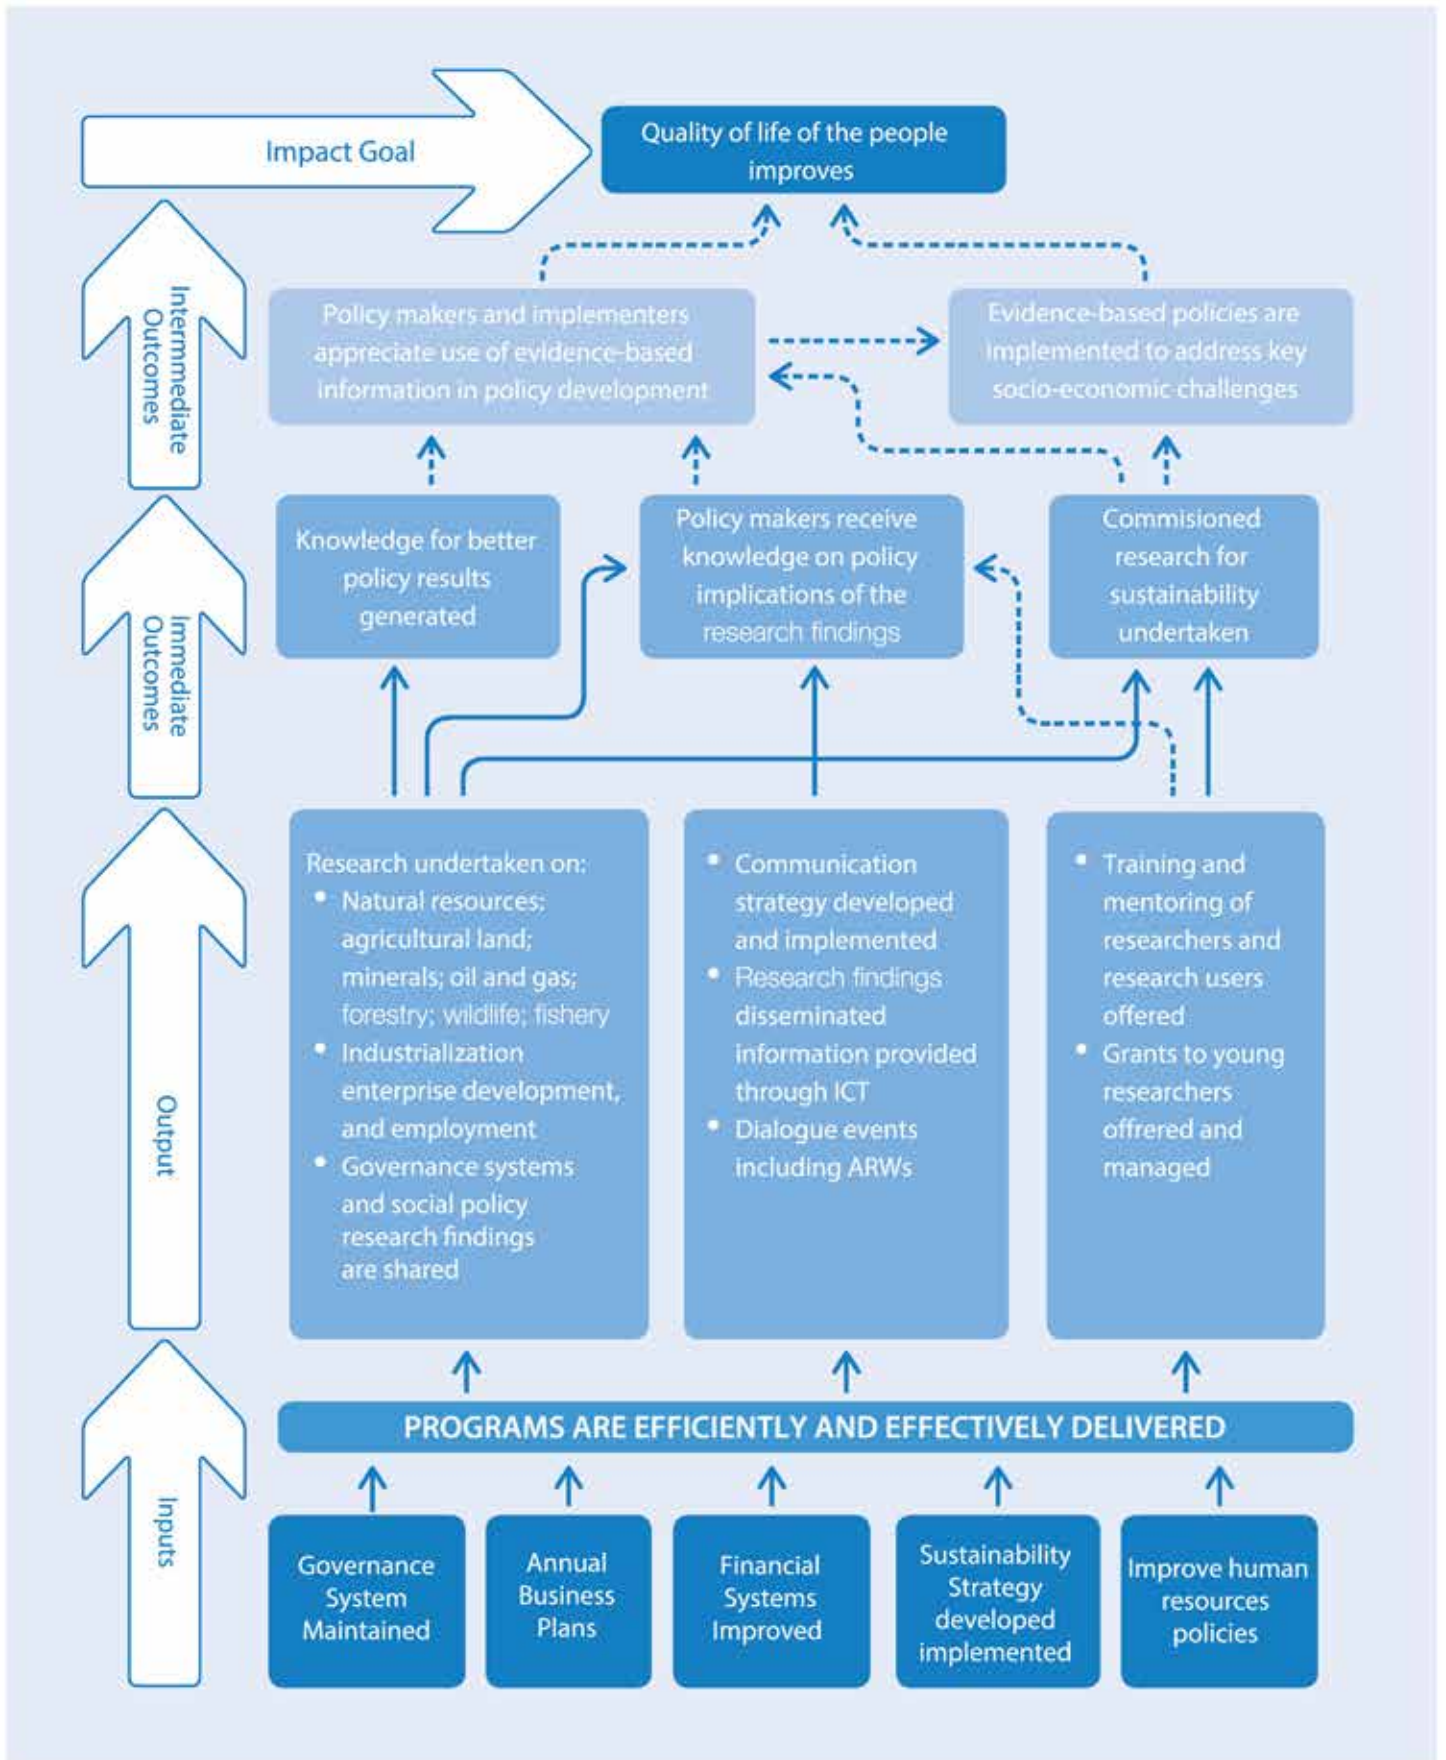 Impact Goal
Quality of life of the people
improves
Intermmediate
Outcomes
Policy makers and implementers
appreciate use of evidence-based
information in policy development
Evidence-based policies are
implemented to address key
socio-economic challenges
Immediate
Outcomes
Knowledge for better
policy results
generated
Policy makers receive
knowledge on policy
implications of the
research findings
Commisioned
research for
sustainability
undertaken
Output
Research undertaken on:
• Natural resources:
agricultural land;
minerals; oil and gas;
forestry; wildlife; fishery
• Industrialization
enterprise development,
and employment
• Governance systems
and social policy
research findings
are shared
• Communication
strategy developed
and implemented
• Research findings
disseminated
information provided
through ICT
• Dialogue events
including ARWs
• Training and
mentoring of
researchers and
research users
offered
• Grants to young
researchers
offrered and
managed
Inputs
PROGRAMS ARE EFFICIENTLY AND EFFECTIVELY DELIVERED
Governance
System
Maintained
Annual
Business
Plans
Financial
Systems
Improved
Sustainability
Strategy
developed
implemented
Improve human
resources
policies